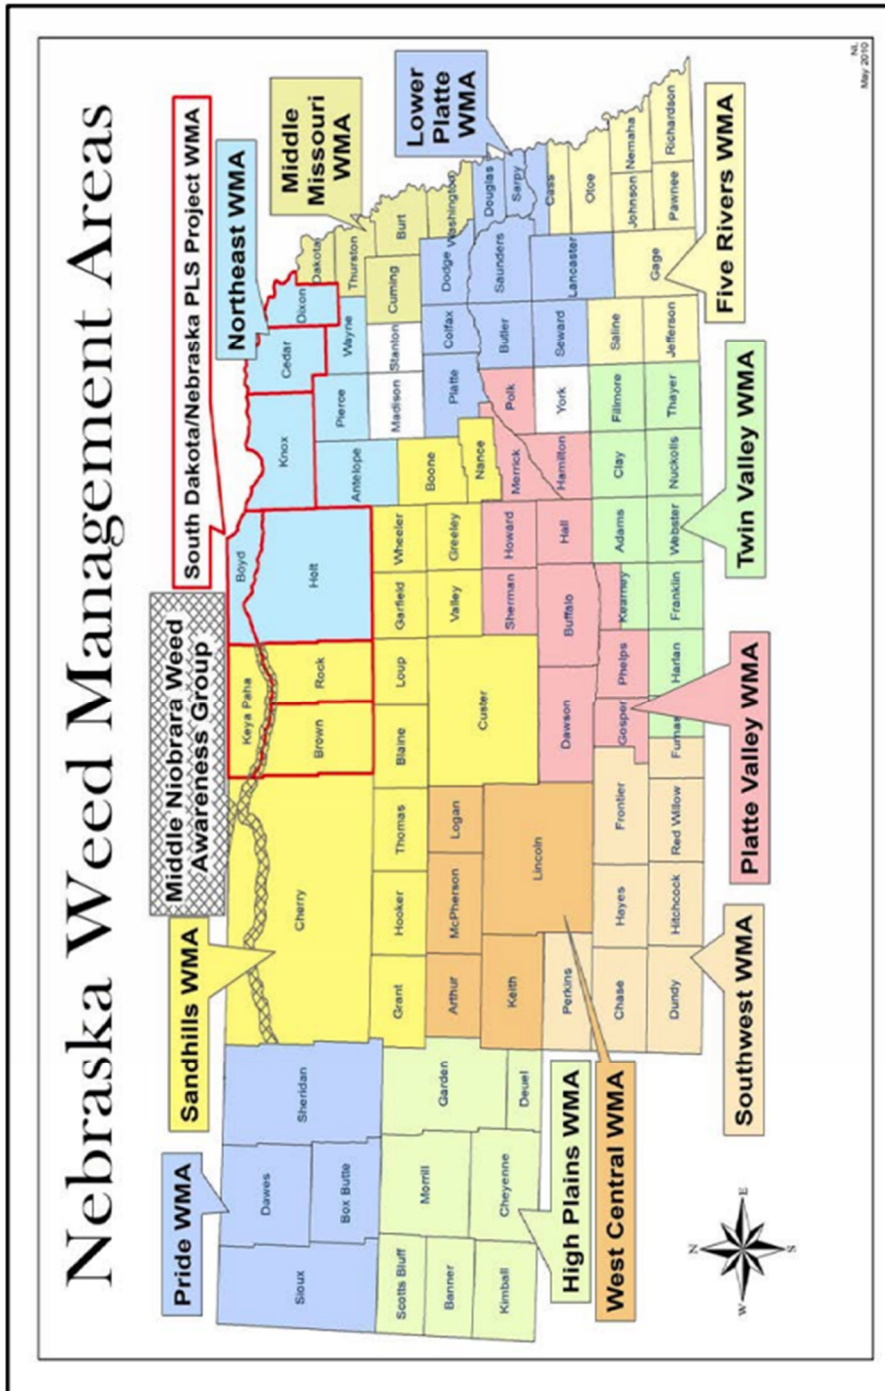 Nebraska Weed Management Areas
South Dakota/Nebraska PLS Project WMA
Middle Niobrara Weed
Awareness Group
Pride WMA
Sandhills WMA
Northeast WMA
Middle
Missouri
WMA
Lower
Platte
WMA
Sioux
Dawes
Box Butte
Sheridan
Scotts Bluff
Banner
Kimball
Morrill
Cheyenne
Garden
Deuel
Cherry
Keya Paha
Brown
Rock
Boyd
Holt
Knox
Cedar
Dixon
Dakota
Antelope
Pierce
Wayne
Thurston
Grant
Hooker
Thomas
Blaine
Loup
Garfield
Wheeler
Boone
Madison
Stanton
Cuming
Burt
Arthur
McPherson
Logan
Custer
Valley
Greeley
Nance
Platte
Colfax
Dodge
Washington
Keith
Lincoln
Sherman
Howard
Merrick
Polk
Butler
Saunders
Douglas
Sarpy
Perkins
Dawson
Buffalo
Hall
Hamilton
York
Seward
Lancaster
Cass
Otoe
Chase
Hayes
Frontier
Gosper
Phelps
Kearney
Adams
Clay
Fillmore
Saline
Gage
Johnson
Nemaha
Dundy
Hitchcock
Red Willow
Furnas
Harlan
Franklin
Webster
Nuckolls
Thayer
Jefferson
Pawnee
Richardson
High Plains WMA
West Central WMA
Southwest WMA
Platte Valley WMA
Twin Valley WMA
Five Rivers WMA
N
W
E
S
NL
May 2010